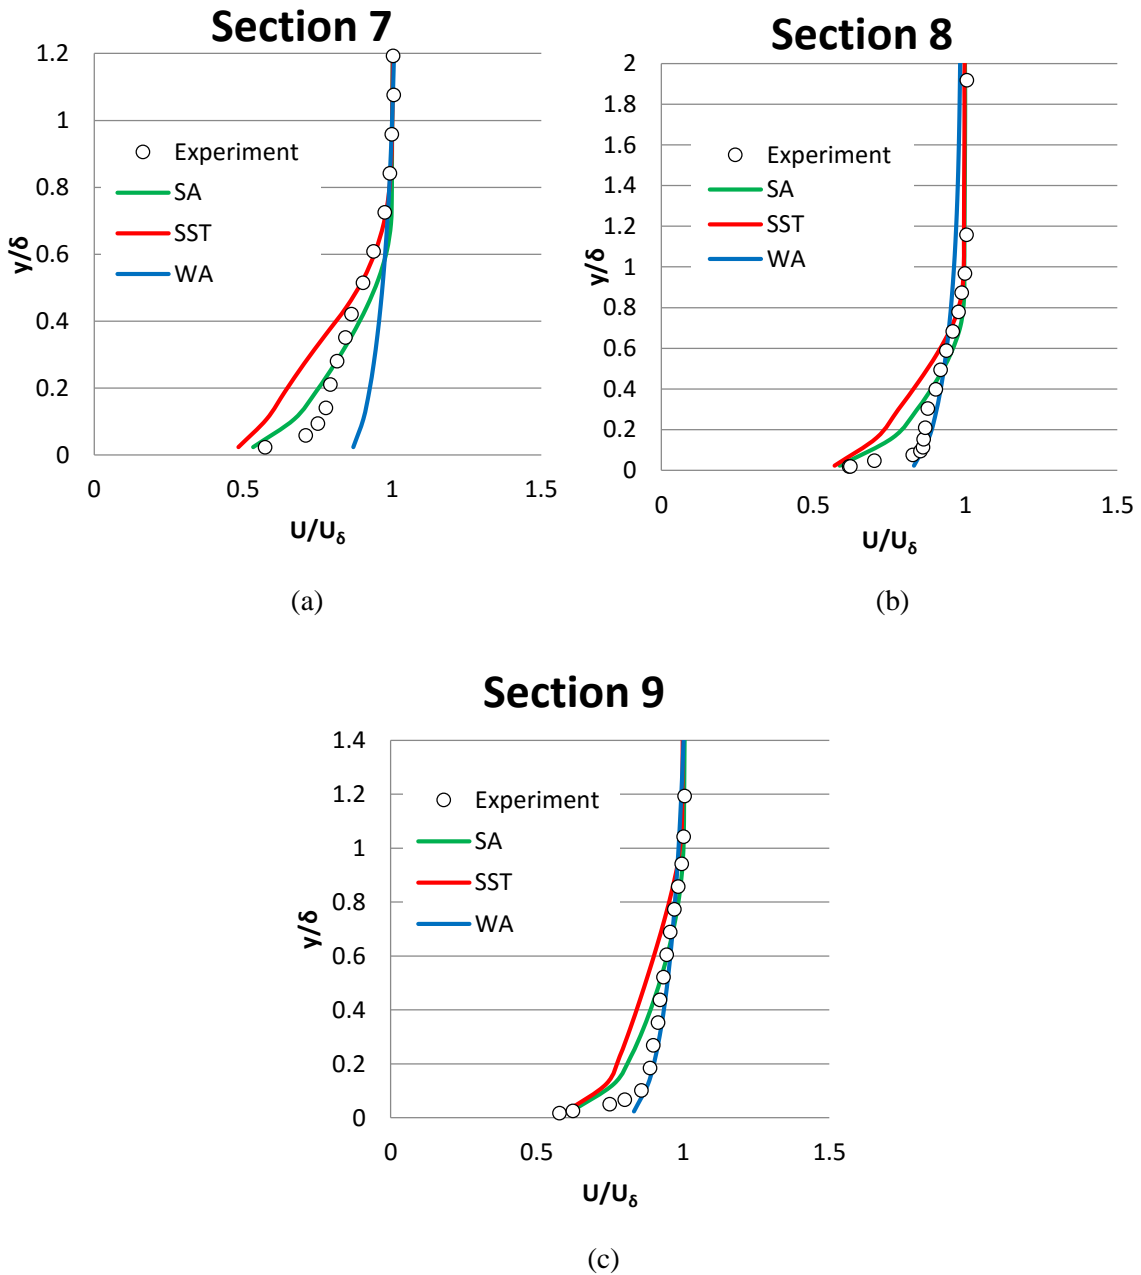 Section 7
1.2
1
0.8
0.6
0.4
0.2
0
y/δ
Experiment
SA
SST
WA
0 0.5 1 1.5
U/Uδ
(a)
Section 8
2
1.8
1.6
1.4
1.2
1
0.8
0.6
0.4
0.2
0
y/δ
Experiment
SA
SST
WA
0 0.5 1 1.5
U/Uδ
(b)
Section 9
1.4
1.2
1
0.8
0.6
0.4
0.2
0
y/δ
Experiment
SA
SST
WA
0 0.5 1 1.5
U/Uδ
(c)